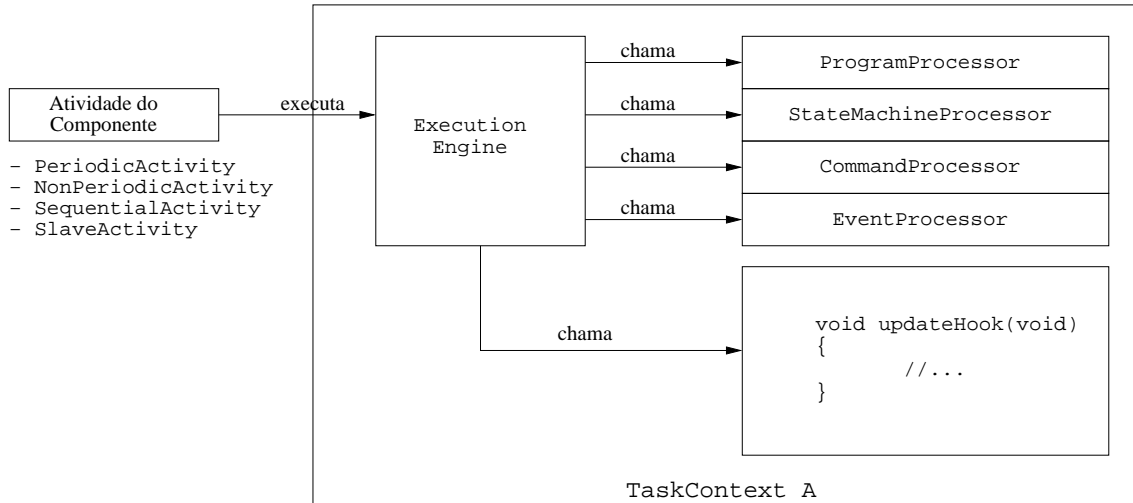 Atividade do
Componente
- PeriodicActivity
- NonPeriodicActivity
- SequentialActivity
- SlaveActivity
executa
Execution
Engine
chama
ProgramProcessor
chama
StateMachineProcessor
chama
CommandProcessor
chama
EventProcessor
chama
void updateHook(void)
{
//...
}
TaskContext A